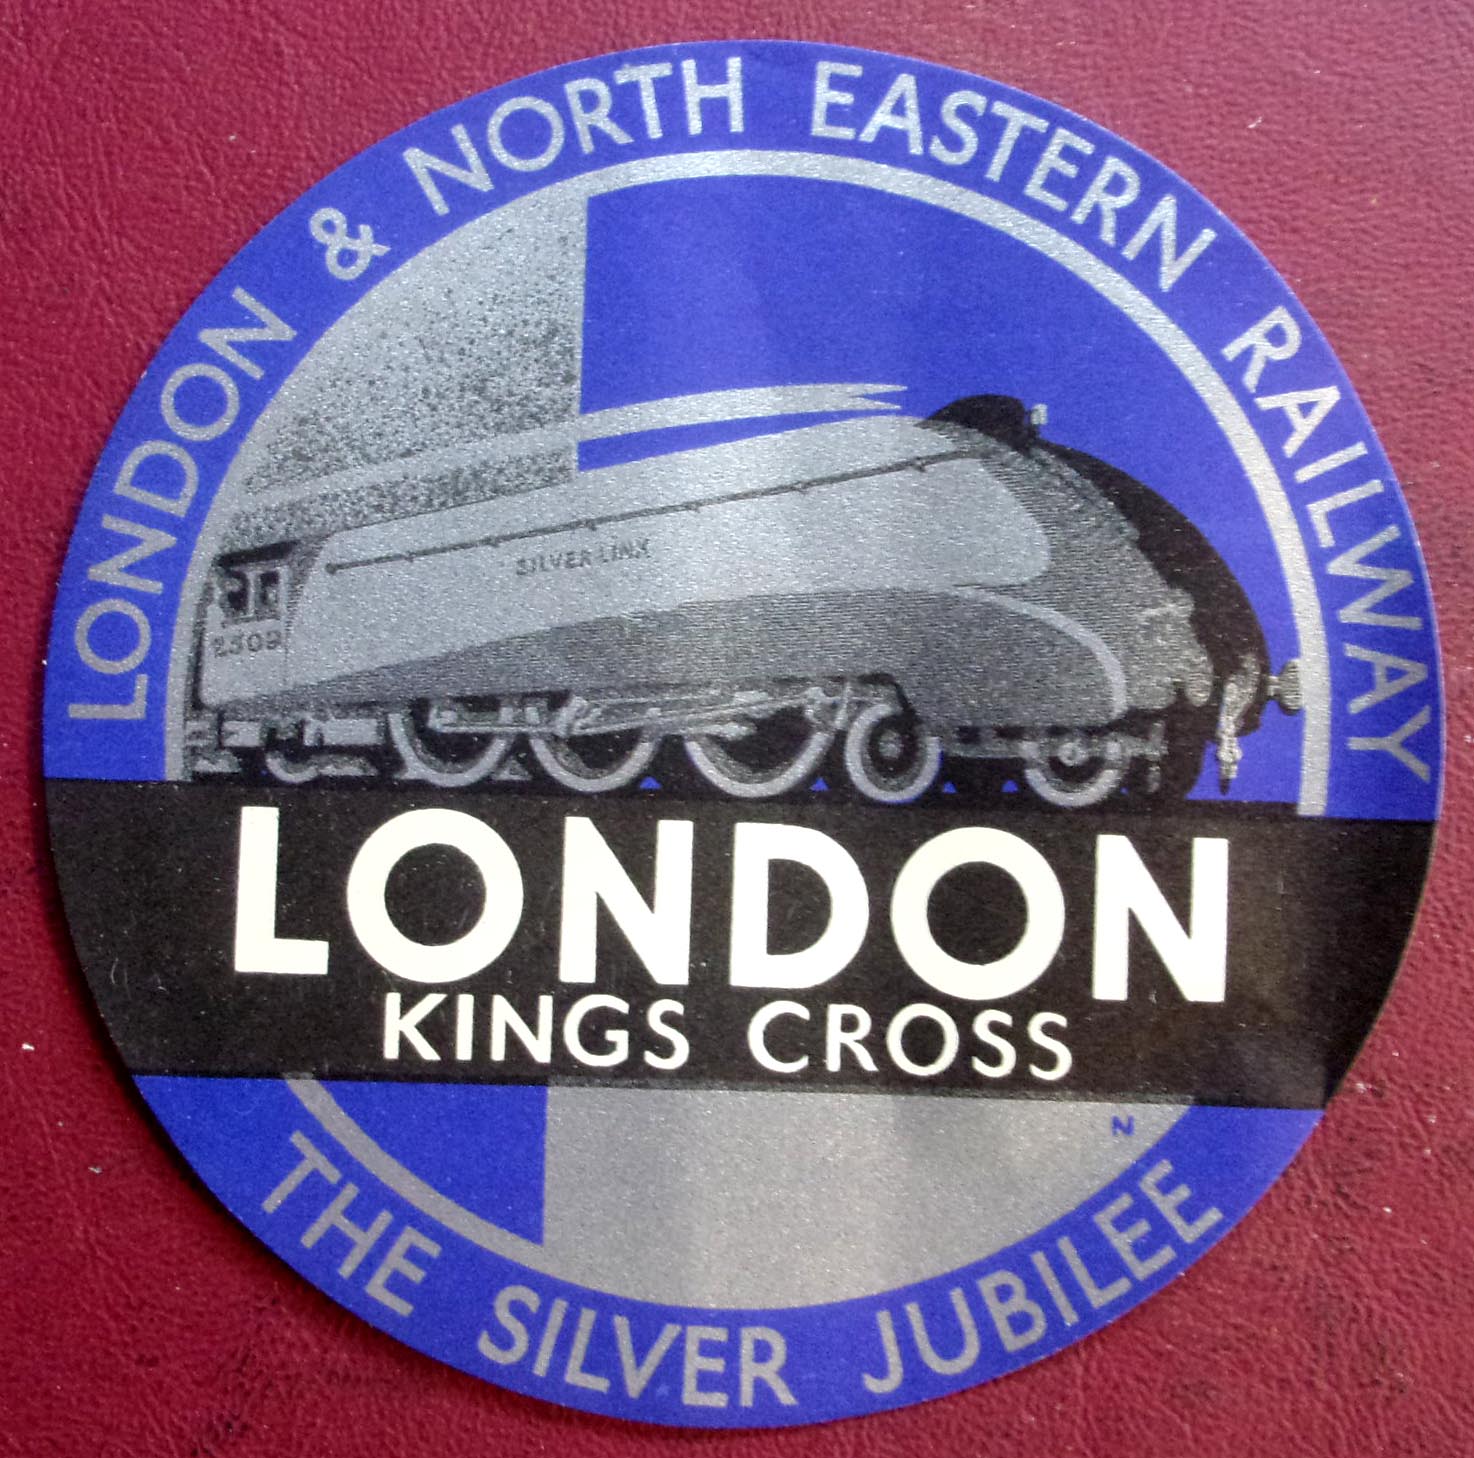 LONDON & NORTH EASTERN RAILWAY
SILVER LINK
2509
LONDON
KINGS CROSS
N
THE SILVER JUBILEE